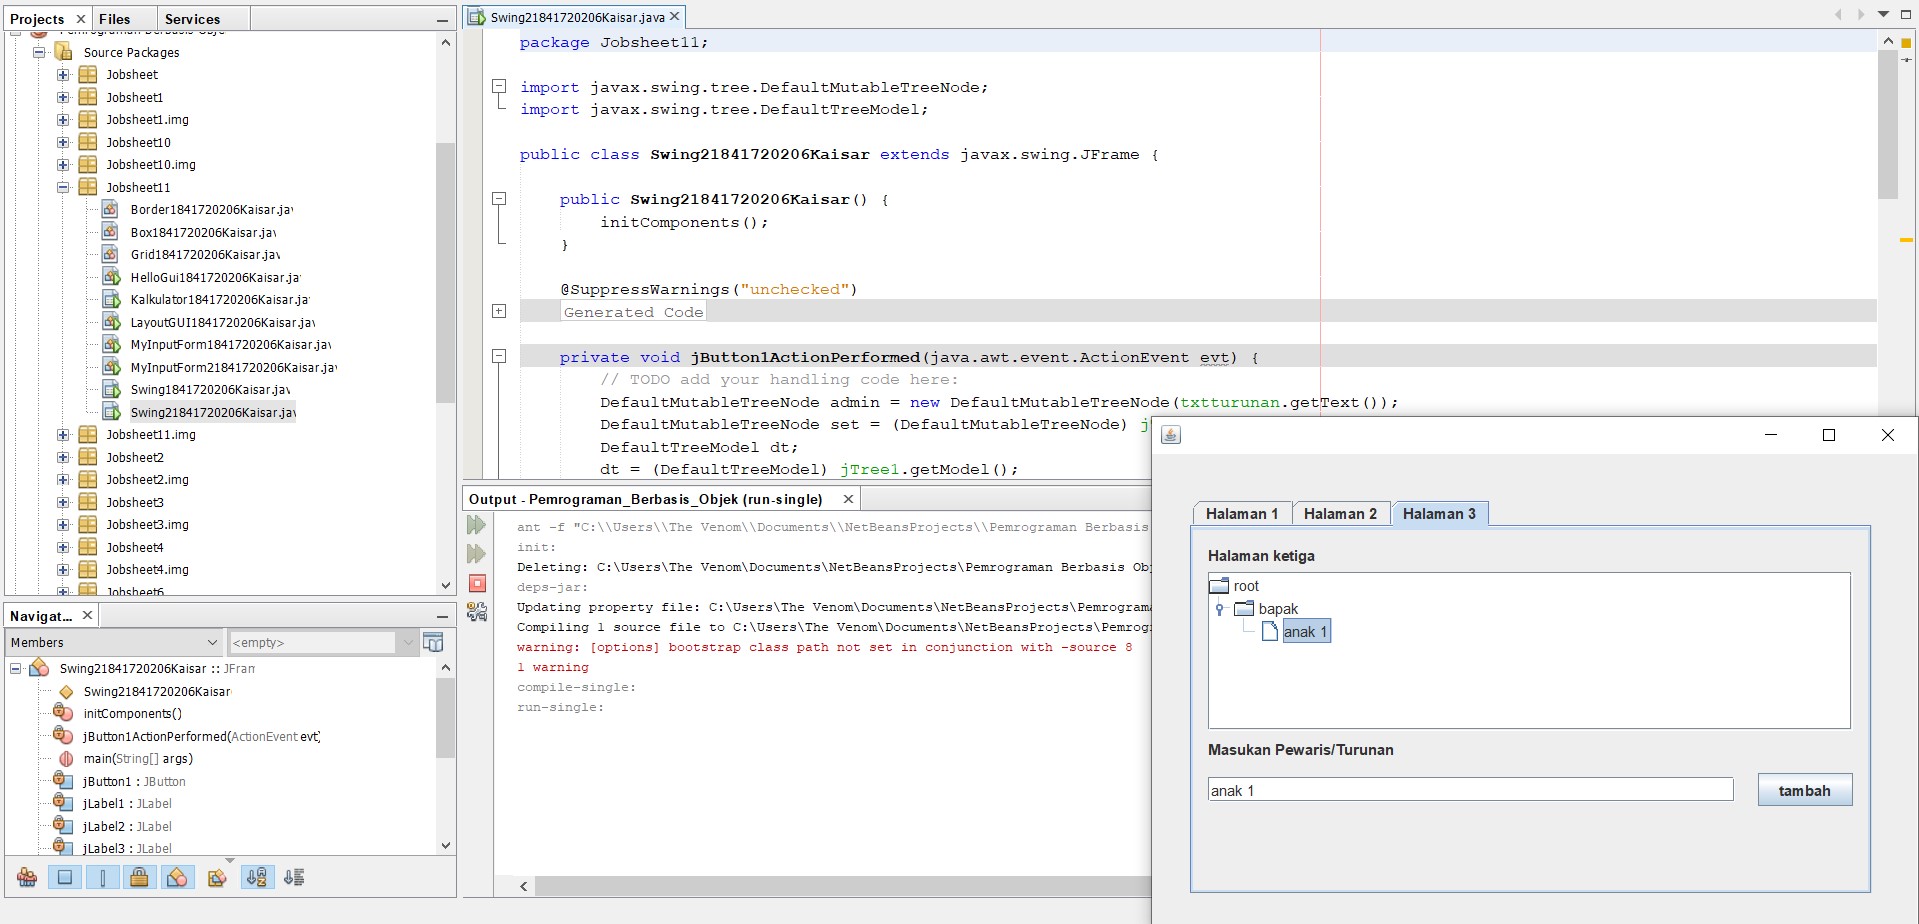 Projects
Files
Services
Source Packages
Jobsheet
Jobsheet1
Jobsheet1.img
Jobsheet10
Jobsheet10.img
Jobsheet11
Border1841720206Kaisar.jav
Box1841720206Kaisar.jav
Grid1841720206Kaisar.jav
HelloGui1841720206Kaisar.ja
Kalkulator1841720206Kaisar.ja
LayoutGUI1841720206Kaisar.jav
MyInputForm1841720206Kaisar.jav
MyInputForm21841720206Kaisar.jav
Swing1841720206Kaisar.jav
Swing21841720206Kaisar.jav
Jobsheet11.img
Jobsheet2
Jobsheet2.img
Jobsheet3
Jobsheet3.img
Jobsheet4
Jobsheet4.img
Jobsheet6
Navigat...
Members
<empty>
Swing21841720206Kaisar :: JFram
Swing21841720206Kaisar
initComponents()
jButton1ActionPerformed(ActionEvent evt)
main(String[] args)
jButton1 : JButton
jLabel1 : JLabel
jLabel2 : JLabel
jLabel3 : JLabel
Swing21841720206Kaisar.java
package Jobsheet11;
import javax.swing.tree.DefaultMutableTreeNode;
import javax.swing.tree.DefaultTreeModel;
public class Swing21841720206Kaisar extends javax.swing.JFrame {
public Swing21841720206Kaisar() {
initComponents();
}
@SuppressWarnings("unchecked")
Generated Code
private void jButton1ActionPerformed(java.awt.event.ActionEvent evt) {
// TODO add your handling code here:
DefaultMutableTreeNode admin = new DefaultMutableTreeNode(txtturunan.getText());
DefaultMutableTreeNode set = (DefaultMutableTreeNode) j
DefaultTreeModel dt;
dt = (DefaultTreeModel) jTree1.getModel();
Output - Pemrograman_Berbasis_Objek (run-single)
ant -f "C:\\Users\\The Venom\\Documents\\NetBeansProjects\\Pemrograman Berbasis
init:
Deleting: C:\Users\The Venom\Documents\NetBeansProjects\Pemrograman Berbasis Ob
deps-jar:
Updating property file: C:\Users\The Venom\Documents\NetBeansProjects\Pemrogram
Compiling 1 source file to C:\Users\The Venom\Documents\NetBeansProjects\Pemrog
warning: [options] bootstrap class path not set in conjunction with -source 8
1 warning
compile-single:
run-single:
Halaman 1
Halaman 2
Halaman 3
Halaman ketiga
root
bapak
anak 1
Masukan Pewaris/Turunan
anak 1
tambah